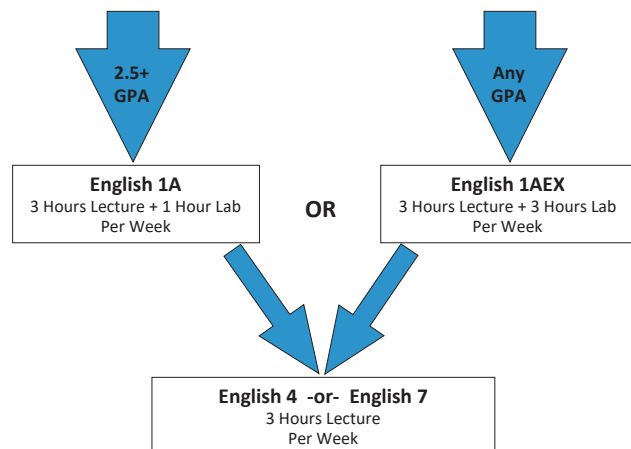 2.5+
GPA
Any
GPA
English 1A
3 Hours Lecture + 1 Hour Lab
Per Week
OR
English 1AEX
3 Hours Lecture + 3 Hours Lab
Per Week
English 4 -or- English 7
3 Hours Lecture
Per Week